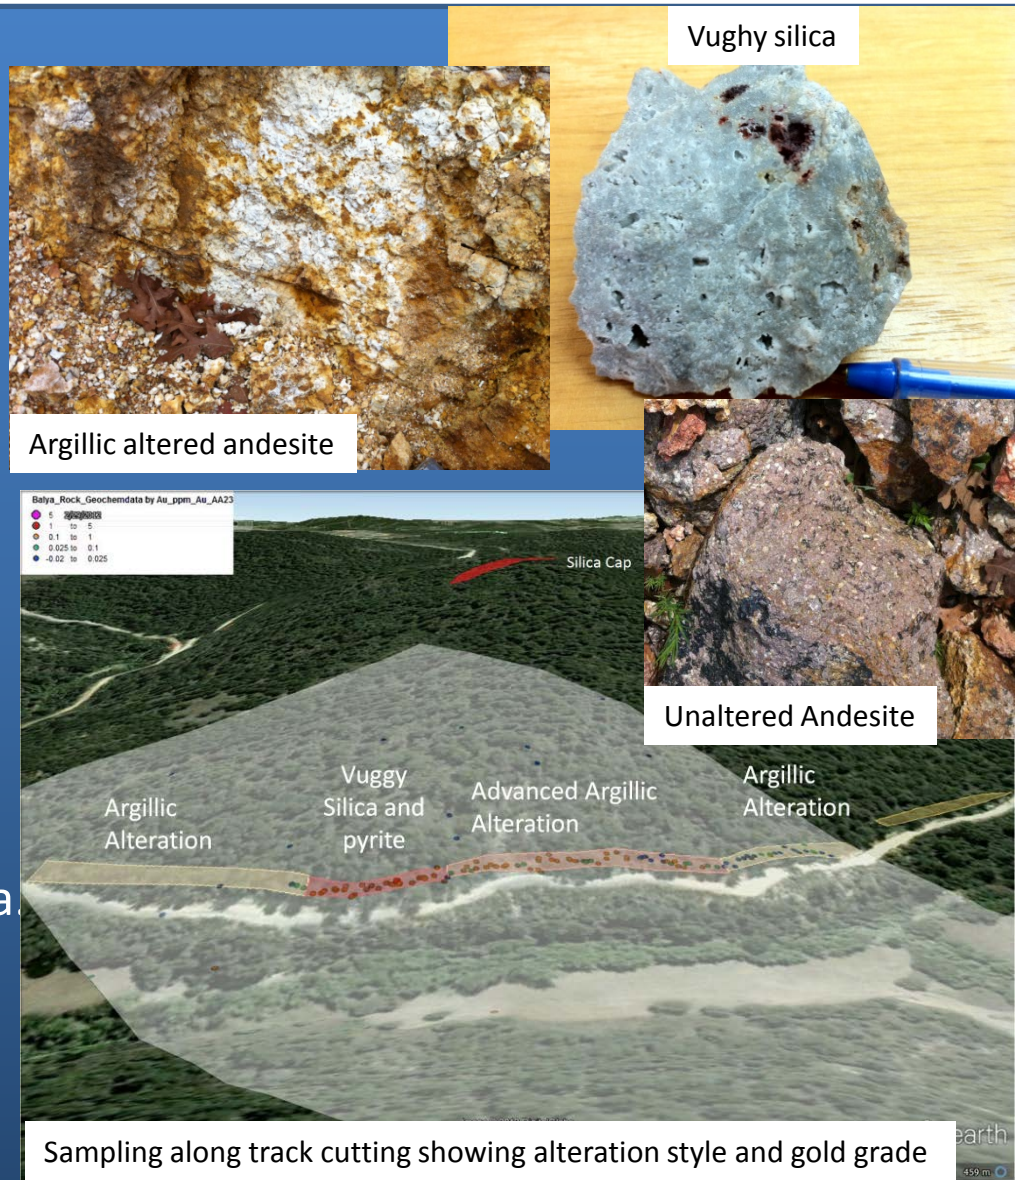 Vughy silica
Argillic altered andesite
Balya_Rock_Geochemdata by Au_ppm_Au_AA23
5
1 to 5
0.1 to 1
0.025 to 0.1
-0.02 to 0.025
Silica Cap
Unaltered Andesite
Argillic
Alteration
Vuggy
Silica and
pyrite
Advanced Argillic
Alteration
Argillic
Alteration
a.
earth
Sampling along track cutting showing alteration style and gold grade
459 m